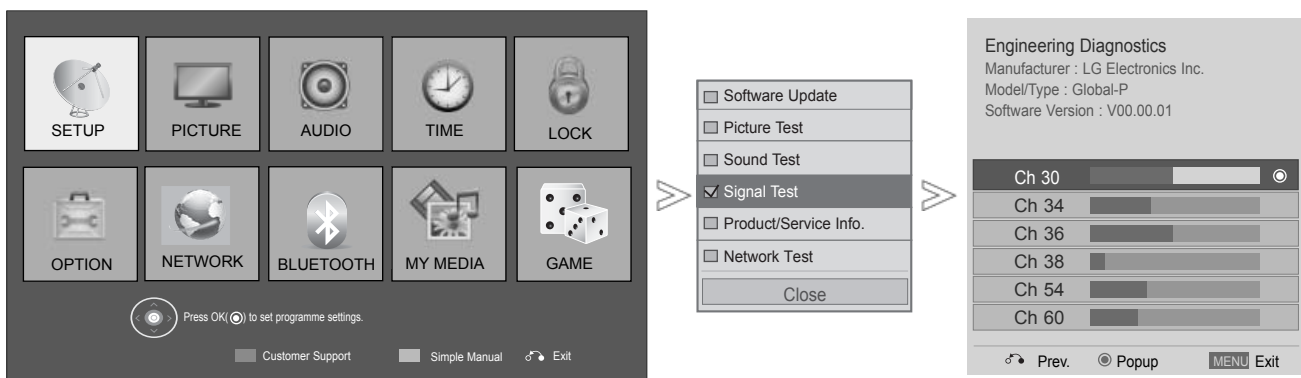 SETUP
PICTURE
AUDIO
TIME
LOCK
OPTION
NETWORK
BLUETOOTH
MY MEDIA
GAME
Press OK(◉) to set programme settings.
Customer Support
Simple Manual
Exit
Software Update
Picture Test
Sound Test
Signal Test
Product/Service Info.
Network Test
Close
Engineering Diagnostics
Manufacturer : LG Electronics Inc.
Model/Type : Global-P
Software Version : V00.00.01
Ch 30
Ch 34
Ch 36
Ch 38
Ch 54
Ch 60
Prev.
Popup
MENU Exit